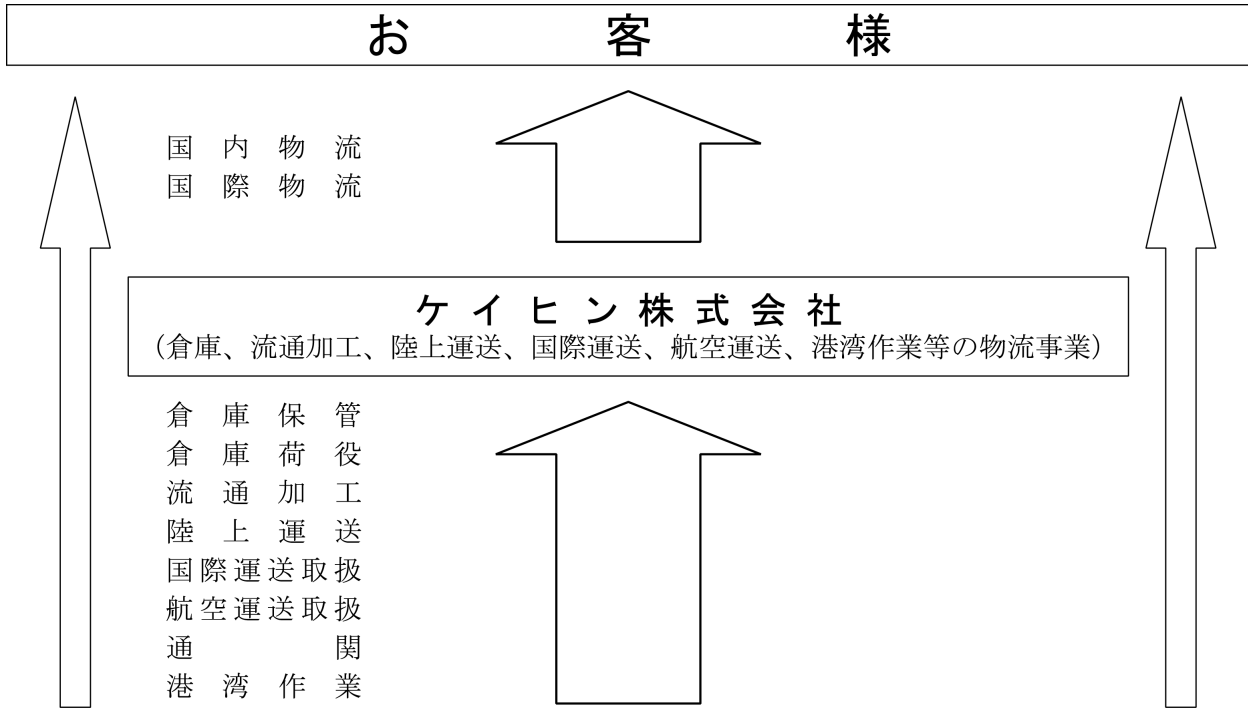 お客様
国内物流
国際物流
ケイヒン株式会社
（倉庫、流通加工、陸上運送、国際運送、航空運送、港湾作業等の物流事業）
倉庫保管
倉庫荷役
流通加工
陸上運送
国際運送取扱
航空運送取扱
通関
港湾作業